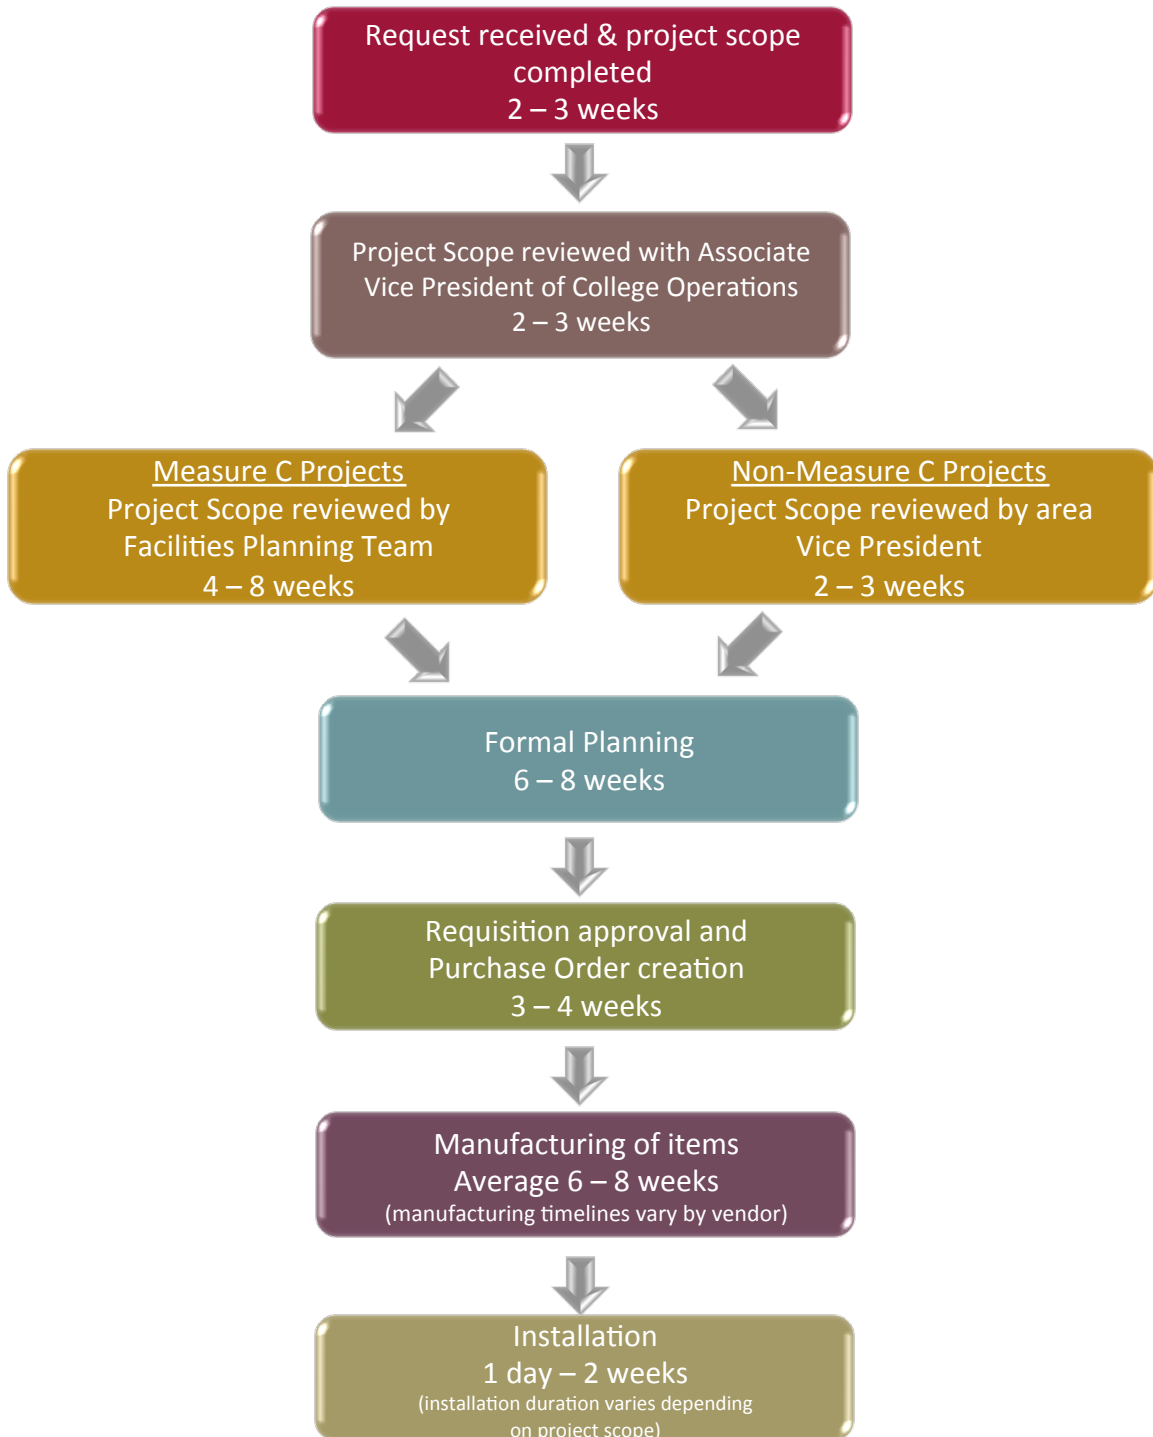 Request received & project scope
completed
2 – 3 weeks
Project Scope reviewed with Associate
Vice President of College Operations
2 – 3 weeks
Measure C Projects
Project Scope reviewed by
Facilities Planning Team
4 – 8 weeks
Non-Measure C Projects
Project Scope reviewed by area
Vice President
2 – 3 weeks
Formal Planning
6 – 8 weeks
Requisition approval and
Purchase Order creation
3 – 4 weeks
Manufacturing of items
Average 6 – 8 weeks
(manufacturing timelines vary by vendor)
Installation
1 day – 2 weeks
(installation duration varies depending
on project scope)